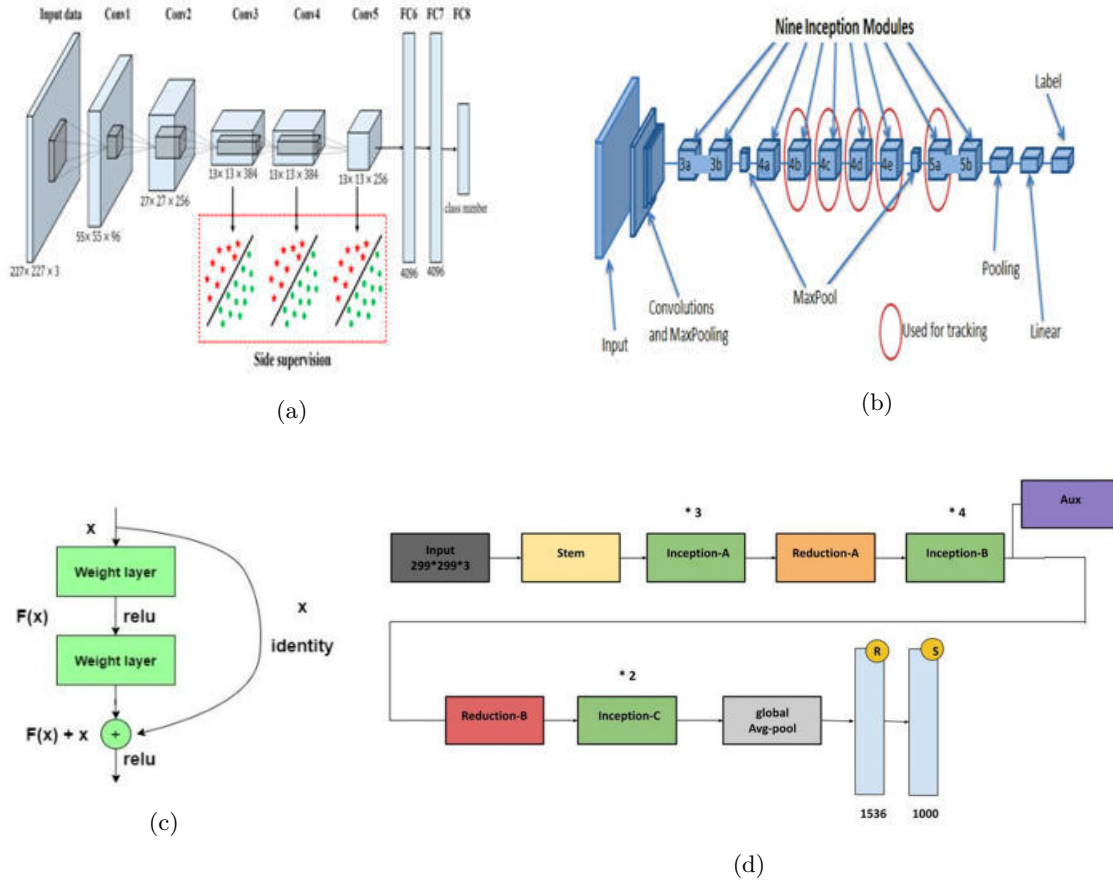 Input data Conv1 Conv2 Conv3 Conv4 Conv5 FC6 FC7 FC8
227× 227 × 3
55× 55 × 96
27× 27 × 256
13× 13 × 384
13× 13 × 384
13× 13 × 256
4096
4096
class number
Side supervision
(a)
Nine Inception Modules
Label
3a 3b 4a 4b 4c 4d 4e 5a 5b
Input
Convolutions
and MaxPooling
MaxPool
Used for tracking
Pooling
Linear
(b)
x
Weight layer
F(x) relu
Weight layer
x
identity
F(x) + x +
relu
(c)
Aux
* 3 * 4
Input
299*299*3
Stem
Inception-A
Reduction-A
Inception-B
* 2
Reduction-B
Inception-C
global
Avg-pool
R S
1536 1000
(d)